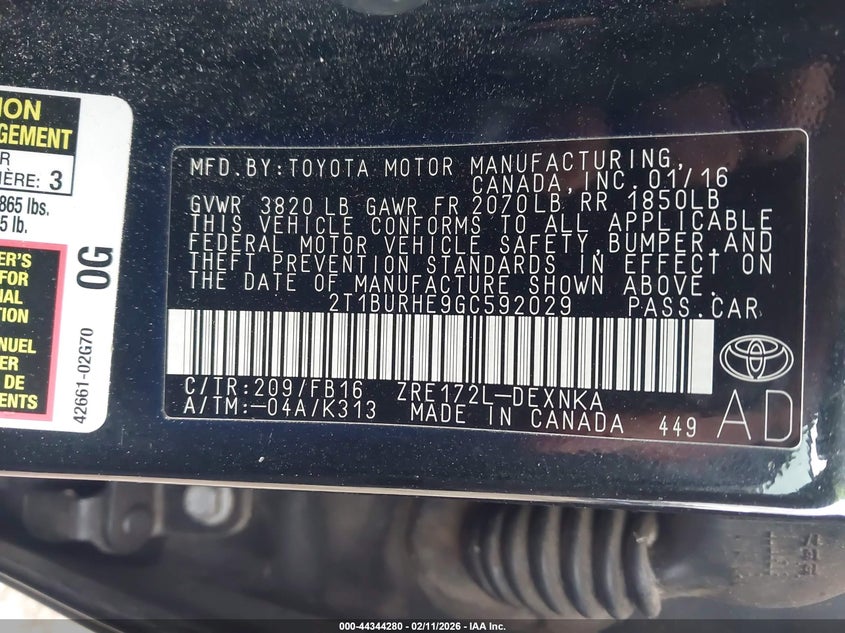 ION
GEMENT
R
IÈRE: 3
865 lbs.
5 lb.
ER'S
FOR
IAL
TION
NUEL
ER
DE
ENTS
0G
42661-02G70
MFD.BY:TOYOTA MOTOR MANUFACTURING,
CANADA,INC.01/16
GVWR 3820 LB GAWR FR 2070LB,RR 1850LB
THIS VEHICLE CONFORMS TO ALL APPLICABLE
FEDERAL MOTOR VEHICLE SAFETY,BUMPER,AND
THEFT PREVENTION STANDARDS IN EFFECT ON
THE DATE OF MANUFACTURE SHOWN ABOVE.
2T1BURHE9GC592029 PASS.CAR
C/TR:209/FB16 ZRE172L-DEXNKA
A/TM:-04A/K313 MADE IN CANADA 449
AD
000-44344280 - 02/11/2026 - IAA Inc.